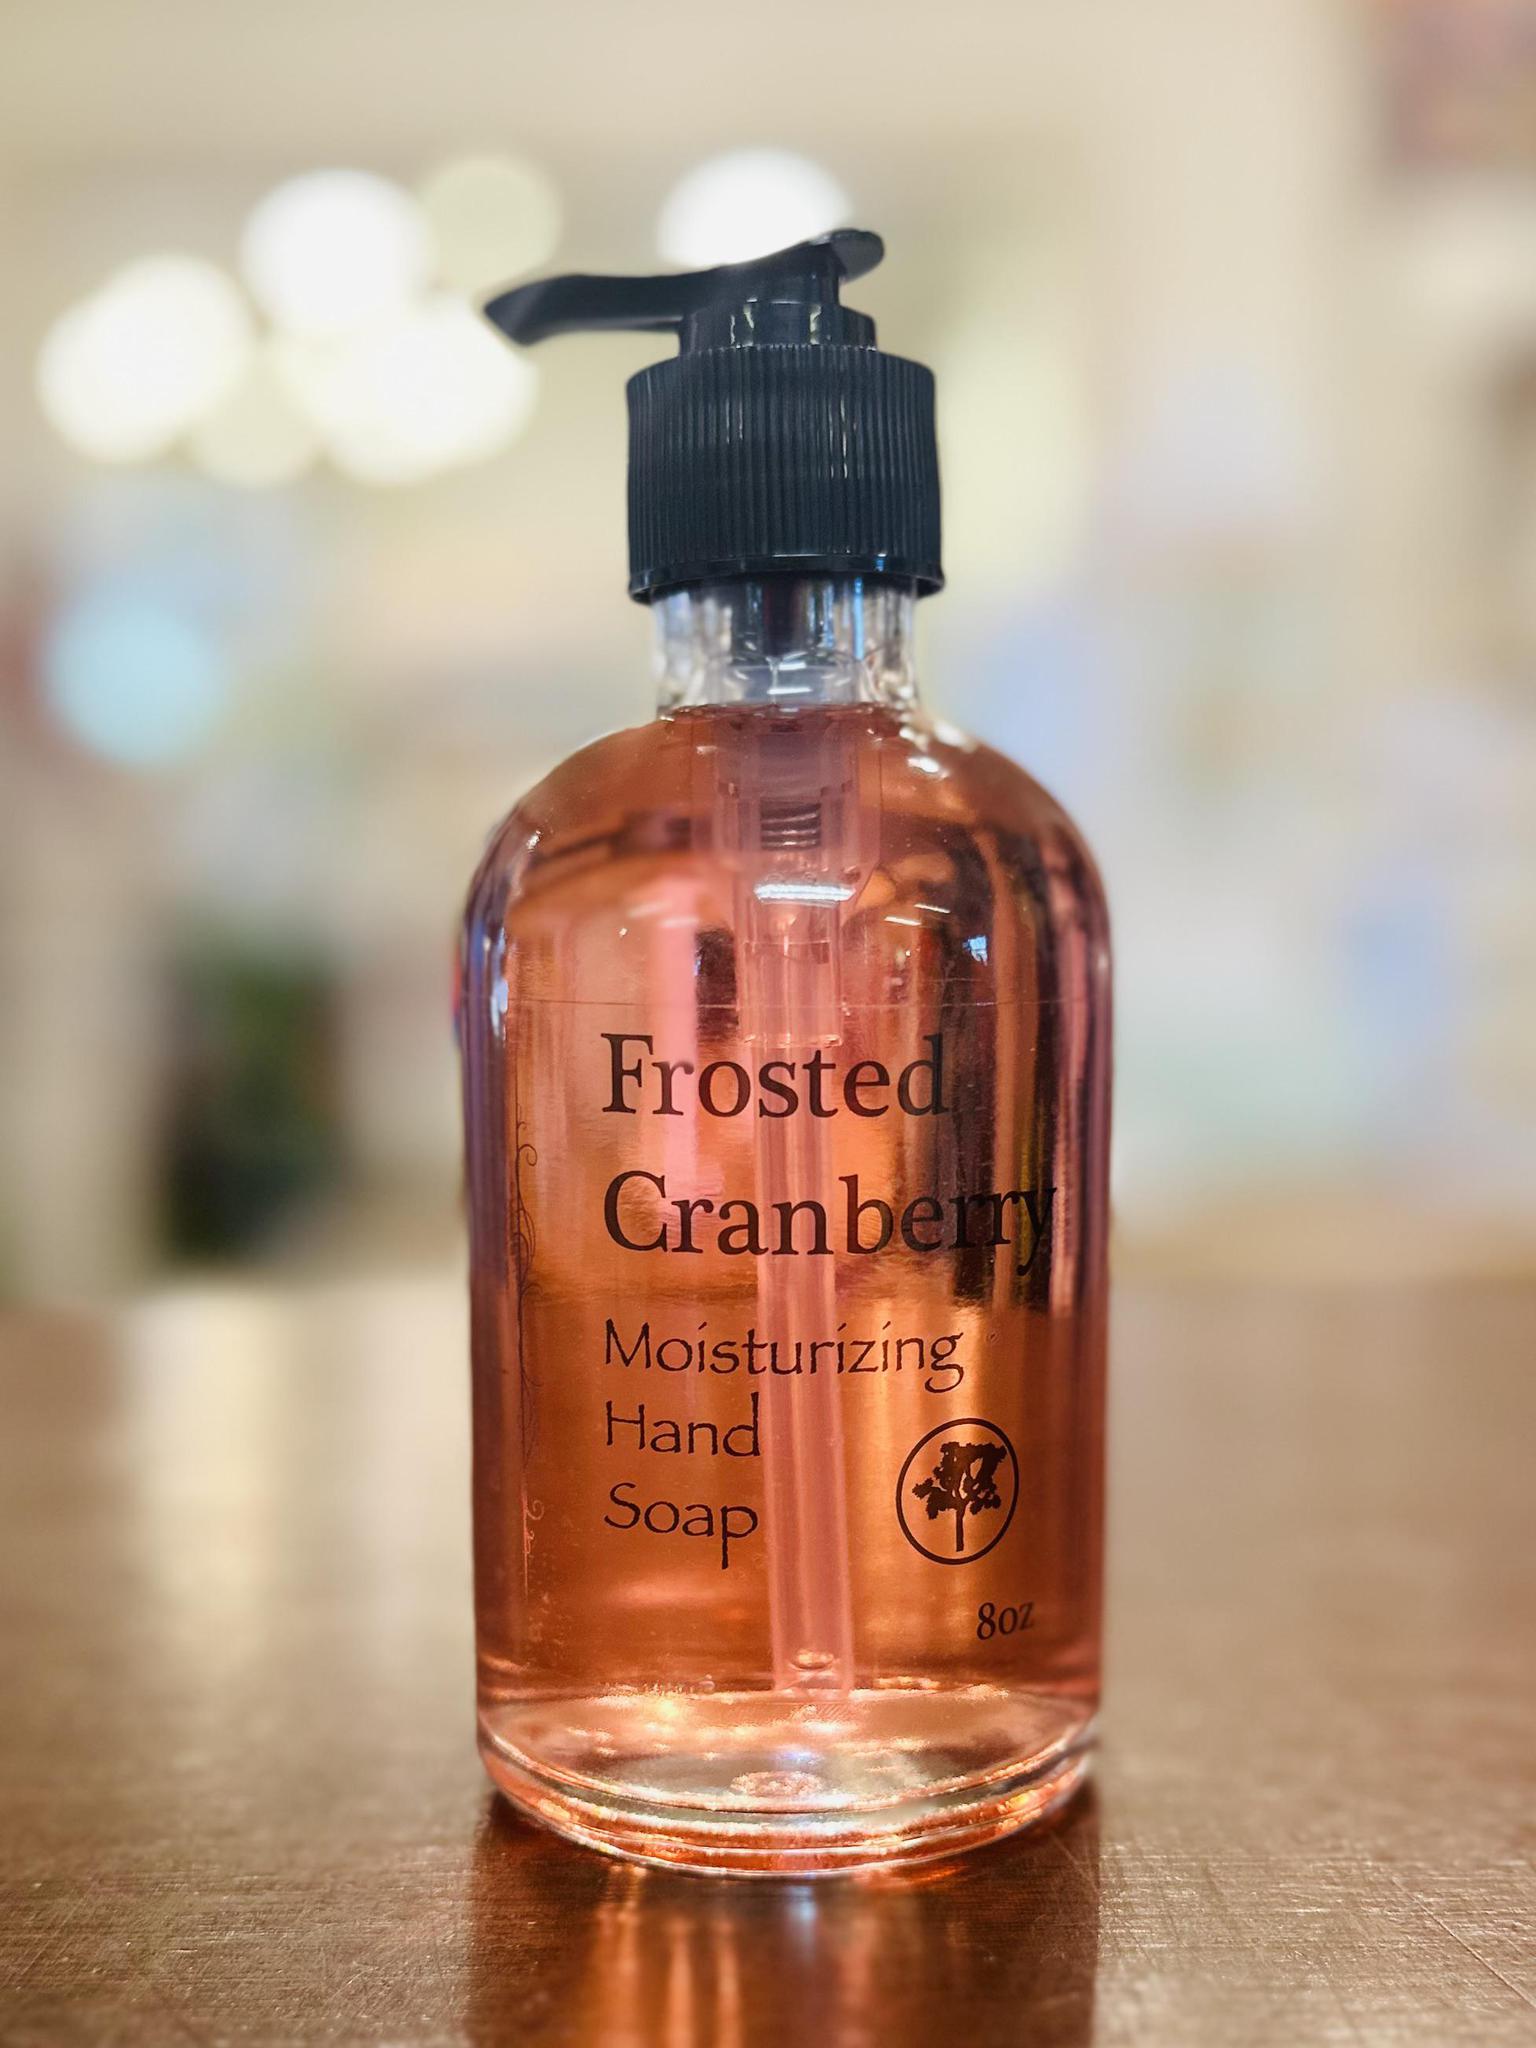 Frosted
Cranberry
Moisturizing
Hand
Soap
8oz